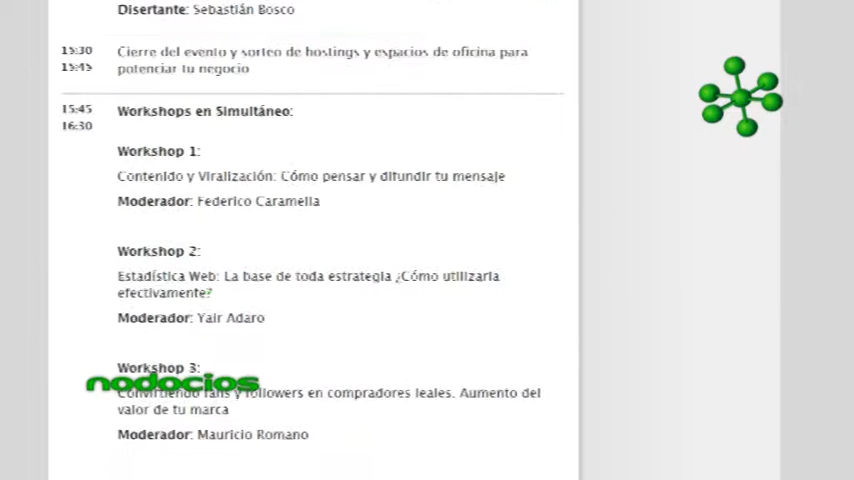 Disertante: Sebastián Bosco
15:30 Cierre del evento y sorteo de hostings y espacios de oficina para
15:45 potenciar tu negocio
15:45 Workshops en Simultáneo:
16:30
Workshop 1:
Contenido y Viralización: Cómo pensar y difundir tu mensaje
Moderador: Federico Caramella
Workshop 2:
Estadística Web: La base de toda estrategia ¿Cómo utilizarla
efectivamente?
Moderador: Yair Adaro
Workshop 3:
nodocios
Convirtiendo fans y followers en compradores leales. Aumento del
valor de tu marca
Moderador: Mauricio Romano